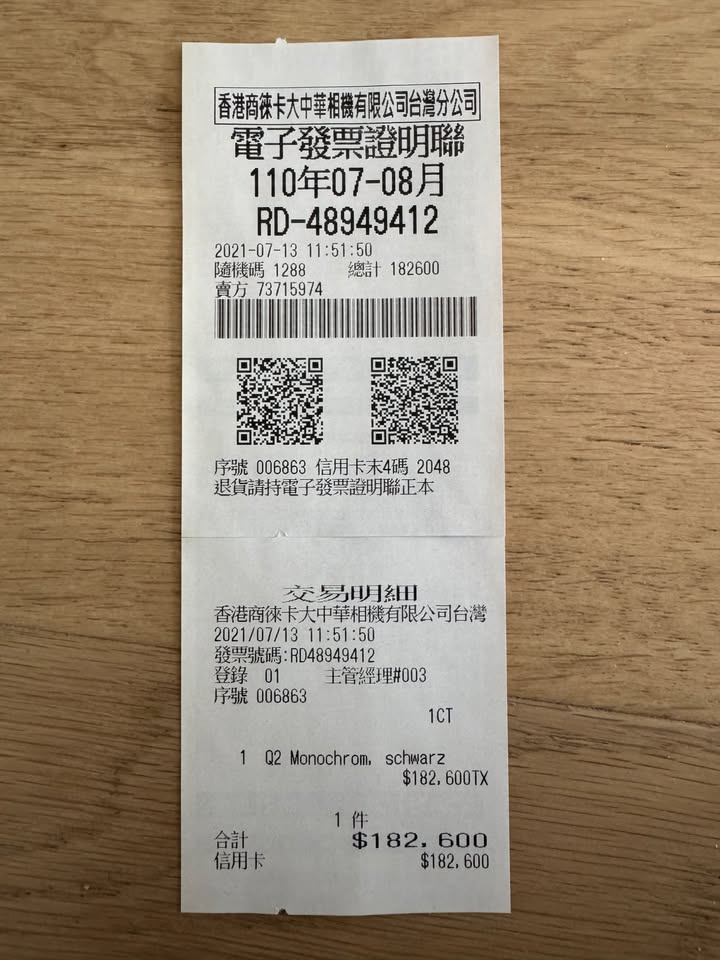 香港商徠卡大中華相機有限公司台灣分公司
電子發票證明聯
110年07-08月
RD-48949412
2021-07-13 11:51:50
隨機碼 1288 總計 182600
賣方 73715974
序號 006863 信用卡末4碼 2048
退貨請持電子發票證明聯正本
交易明細
香港商徠卡大中華相機有限公司台灣
2021/07/13 11:51:50
發票號碼:RD48949412
登錄 01 主管經理#003
序號 006863
1CT
1 Q2 Monochrom, schwarz
$182,600TX
1 件
合計 $182,600
信用卡 $182,600